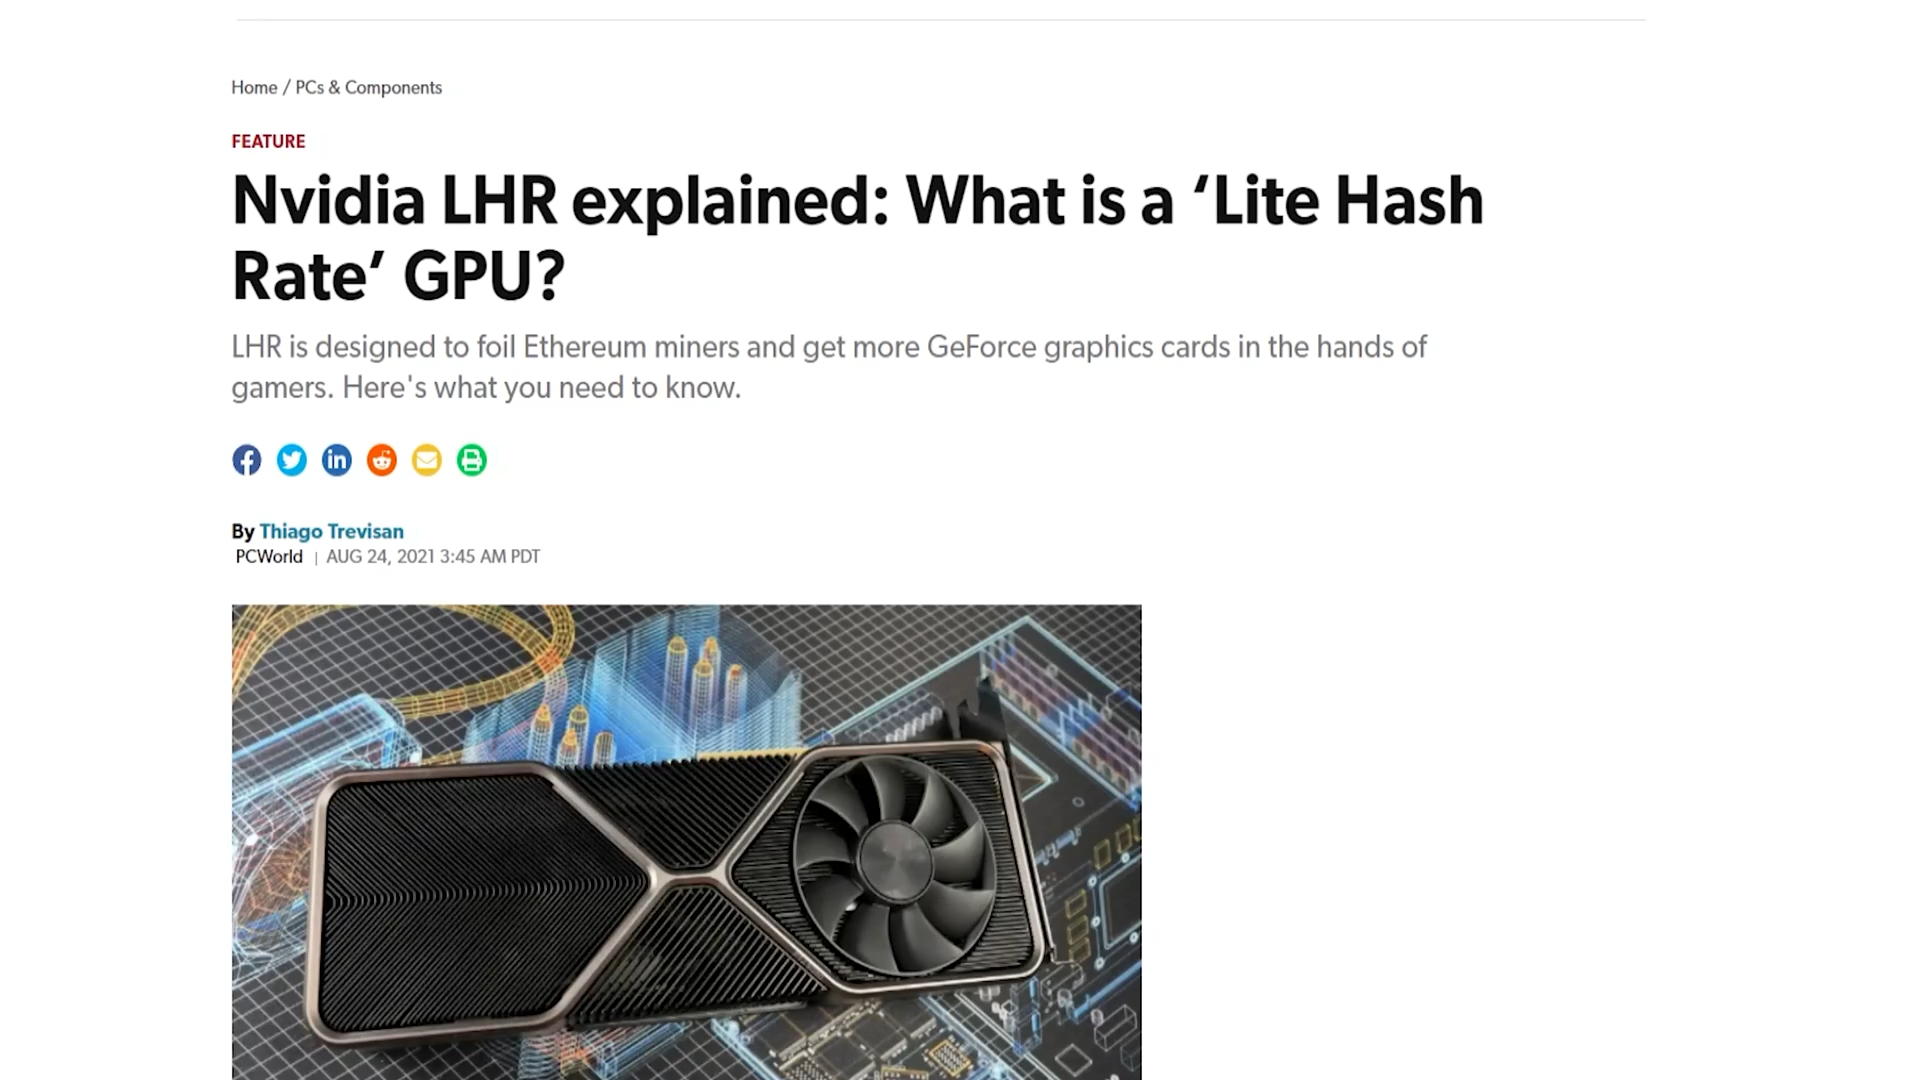 Home / PCs & Components
FEATURE
Nvidia LHR explained: What is a ‘Lite Hash
Rate’ GPU?
LHR is designed to foil Ethereum miners and get more GeForce graphics cards in the hands of
gamers. Here's what you need to know.
By Thiago Trevisan
PCWorld | AUG 24, 2021 3:45 AM PDT